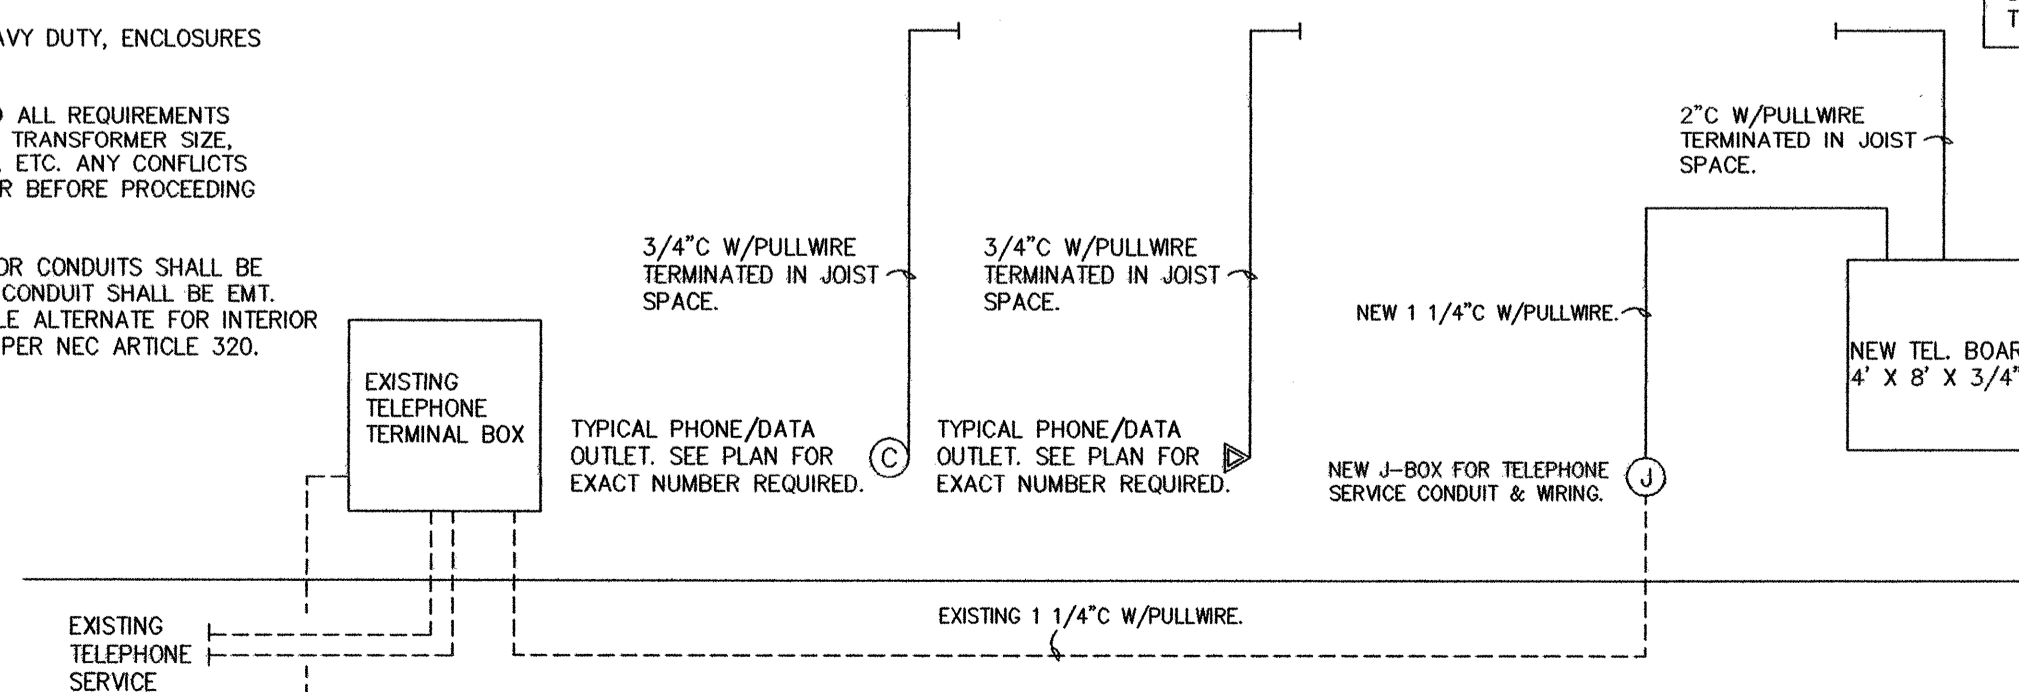 AVY DUTY, ENCLOSURES
ALL REQUIREMENTS
TRANSFORMER SIZE,
ETC. ANY CONFLICTS
R BEFORE PROCEEDING
OR CONDUITS SHALL BE
CONDUIT SHALL BE EMT.
LE ALTERNATE FOR INTERIOR
PER NEC ARTICLE 320.
EXISTING
TELEPHONE
TERMINAL BOX
3/4"C W/PULLWIRE
TERMINATED IN JOIST
SPACE.
TYPICAL PHONE/DATA
OUTLET. SEE PLAN FOR
EXACT NUMBER REQUIRED.
C
3/4"C W/PULLWIRE
TERMINATED IN JOIST
SPACE.
TYPICAL PHONE/DATA
OUTLET. SEE PLAN FOR
EXACT NUMBER REQUIRED.
2"C W/PULLWIRE
TERMINATED IN JOIST
SPACE.
NEW 1 1/4"C W/PULLWIRE.
NEW TEL. BOAR
4' X 8' X 3/4"
NEW J-BOX FOR TELEPHONE
SERVICE CONDUIT & WIRING.
J
T
EXISTING 1 1/4"C W/PULLWIRE.
EXISTING
TELEPHONE
SERVICE